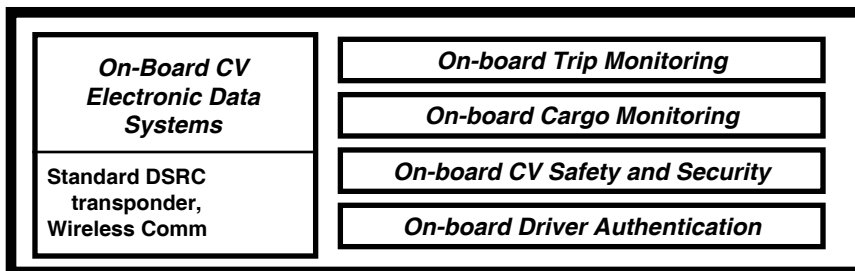 On-Board CV
Electronic Data
Systems
Standard DSRC
transponder,
Wireless Comm
On-board Trip Monitoring
On-board Cargo Monitoring
On-board CV Safety and Security
On-board Driver Authentication